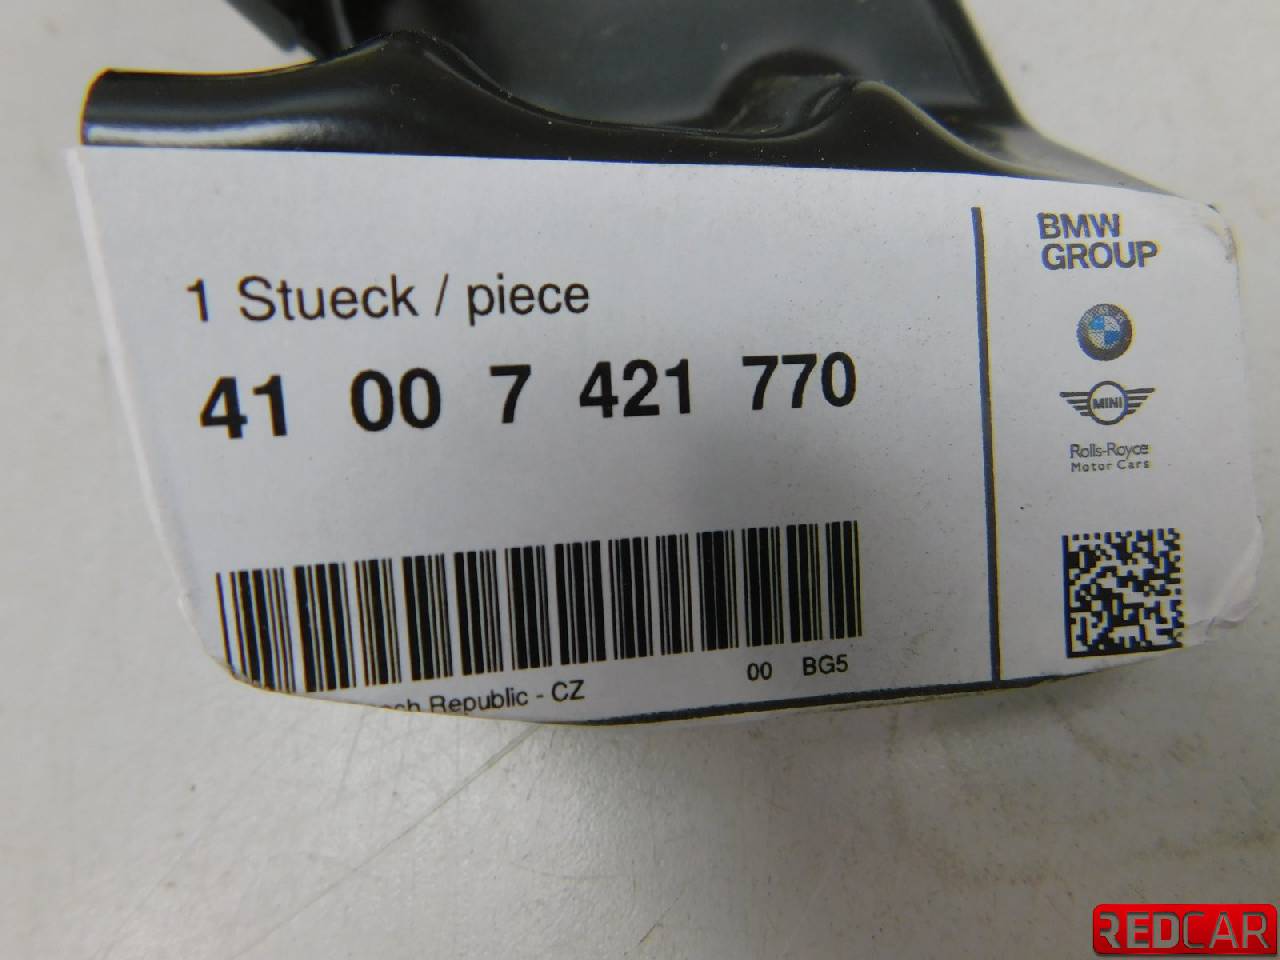 1 Stueck / piece
41 00 7 421 770
00 BG5
Republic - CZ
BMW
GROUP
MINI
Rolls-Royce
Motor Cars
REDCAR